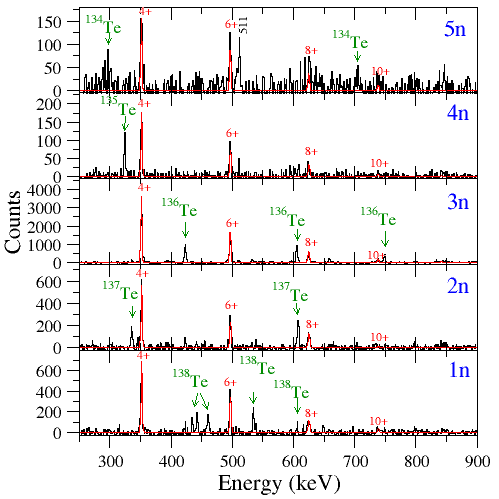 150
100
50
0
4+
6+
511
8+
10+
¹³⁴Te
¹³⁴Te
5n
200
150
100
50
0
¹³⁵Te
4+
6+
8+
10+
4n
4000
3000
2000
1000
0
4+
¹³⁶Te
6+
¹³⁶Te
8+
¹³⁶Te
10+
3n
600
400
200
0
¹³⁷Te
4+
6+
¹³⁷Te
8+
10+
2n
600
400
200
0
4+
¹³⁸Te
6+
¹³⁸Te
¹³⁸Te
8+
10+
1n
300 400 500 600 700 800 900
Energy (keV)
Counts